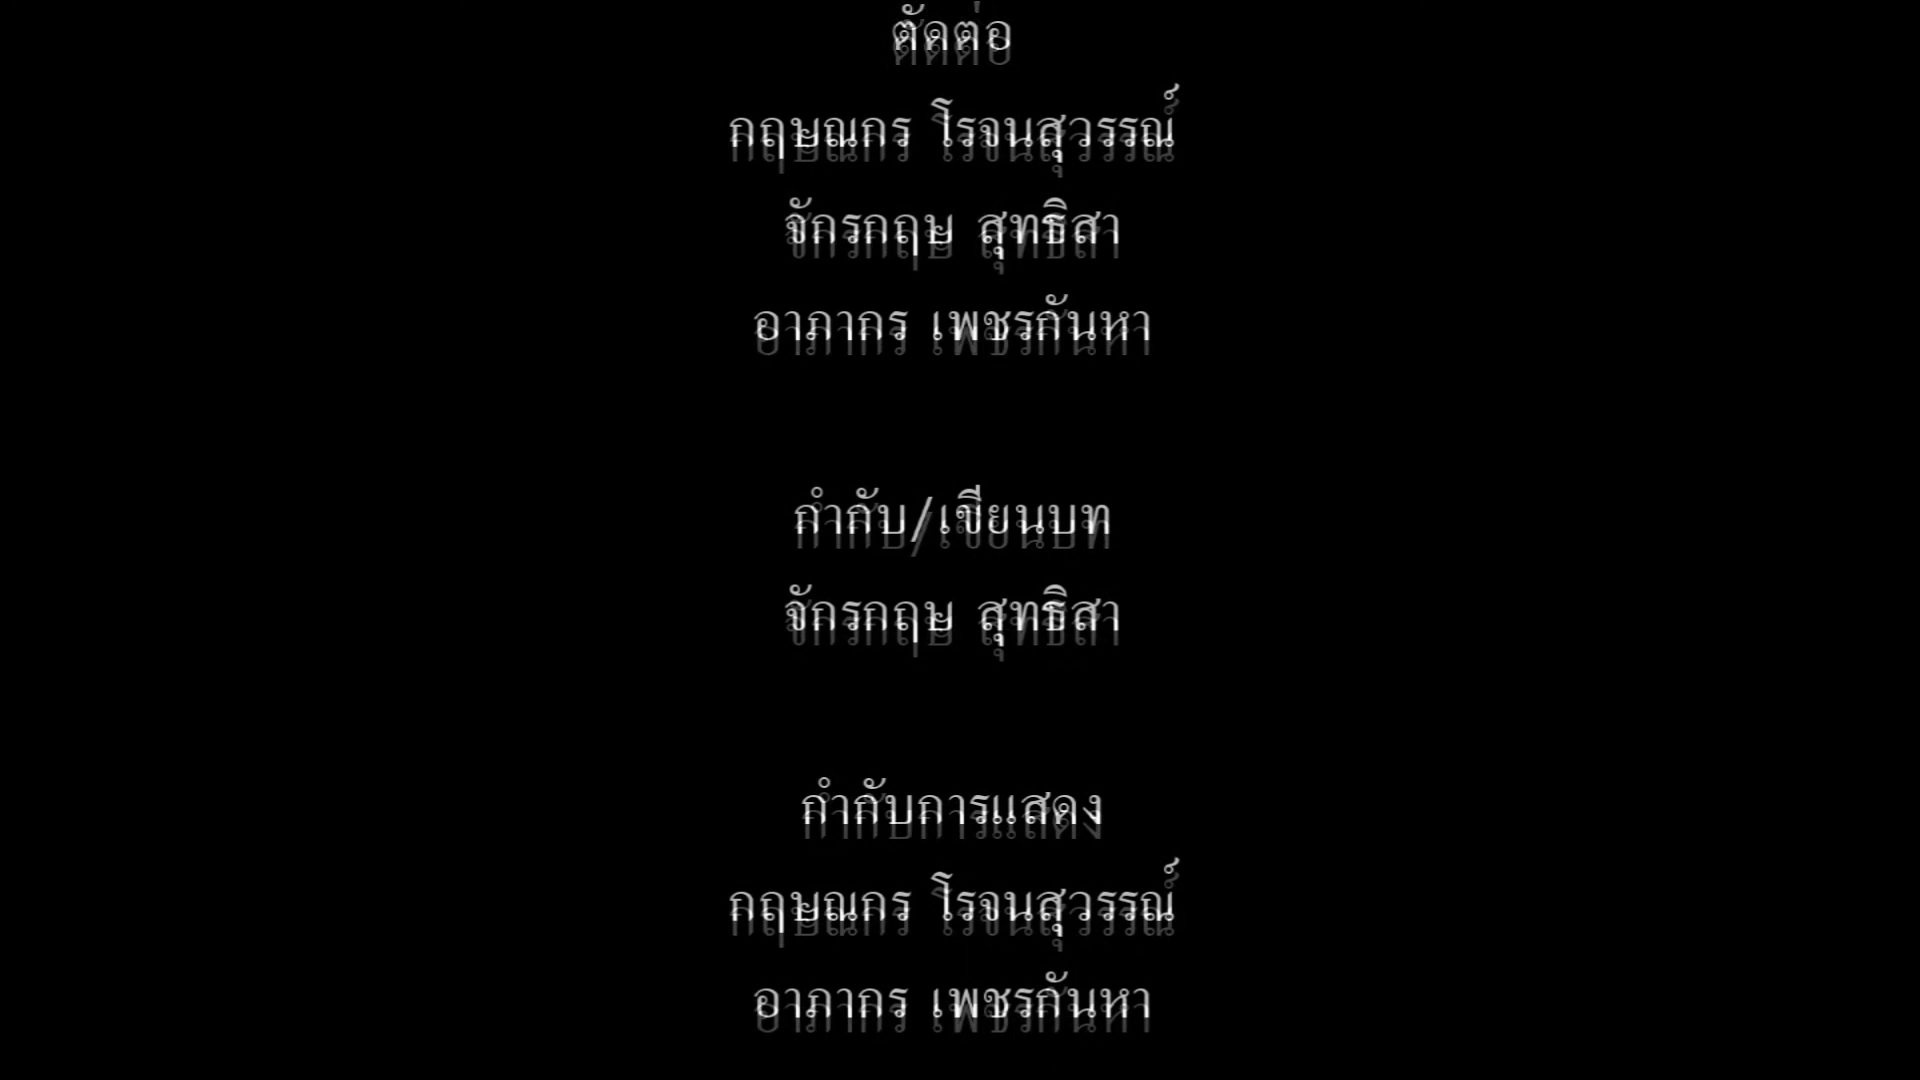 ตัดต่อ
กฤษณกร โรจนสุวรรณ์
จักรกฤษ สุทธิสา
อาภากร เพชรกันหา
กำกับ/เขียนบท
จักรกฤษ สุทธิสา
กำกับการแสดง
กฤษณกร โรจนสุวรรณ์
อาภากร เพชรกันหา